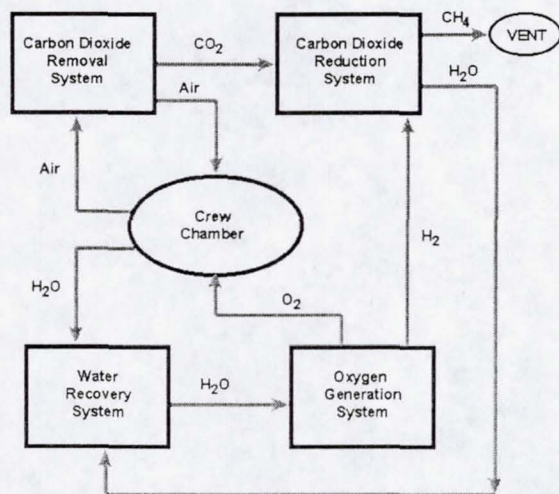 Carbon Dioxide
Removal
System
CO₂
Carbon Dioxide
Reduction
System
CH₄
VENT
H₂O
Air
Air
Crew
Chamber
H₂
H₂O
O₂
Water
Recovery
System
H₂O
Oxygen
Generation
System